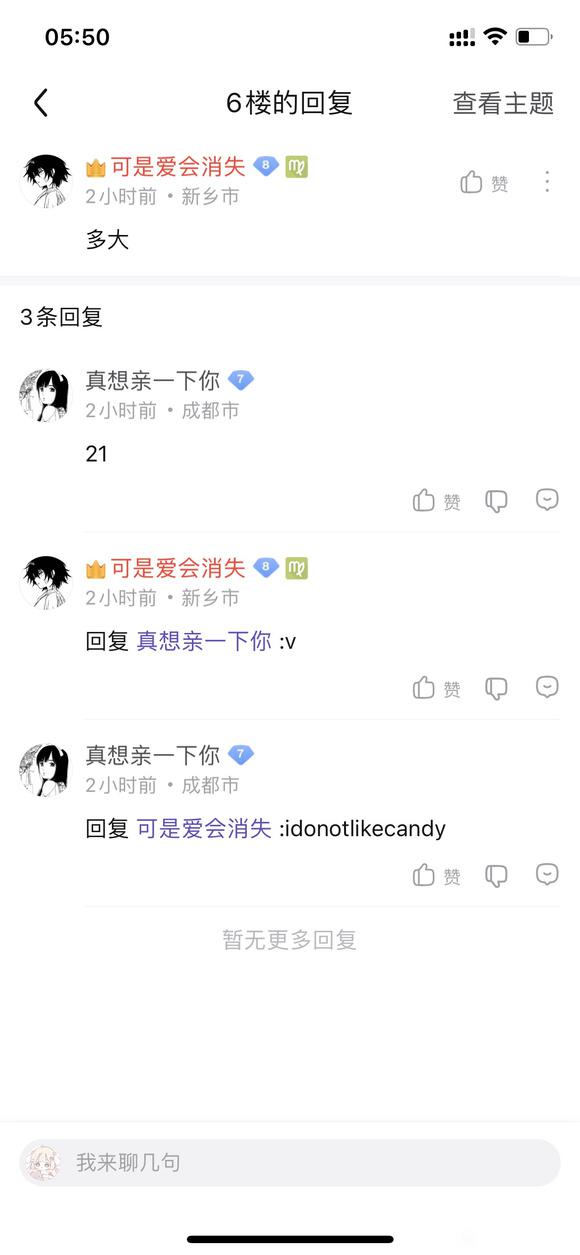 05:50
6楼的回复
查看主题
可是爱会消失 8
2小时前 · 新乡市
赞
多大
3条回复
真想亲一下你 7
2小时前 · 成都市
21
赞
可是爱会消失 8
2小时前 · 新乡市
回复 真想亲一下你 :v
赞
真想亲一下你 7
2小时前 · 成都市
回复 可是爱会消失 :idonotlikecandy
赞
暂无更多回复
我来聊几句